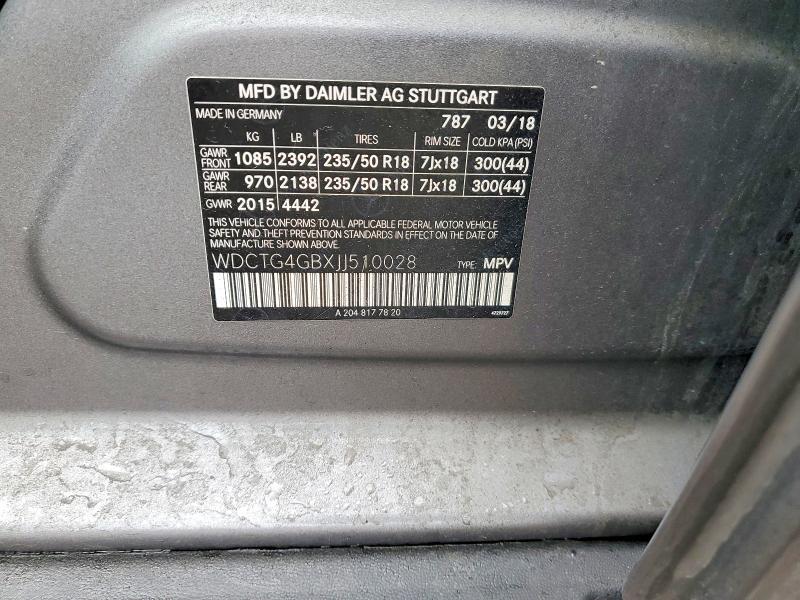 MFD BY DAIMLER AG STUTTGART
MADE IN GERMANY 787 03/18
KG LB TIRES RIM SIZE COLD KPA (PSI)
GAWR FRONT 1085 2392 235/50 R18 7Jx18 300(44)
GAWR REAR 970 2138 235/50 R18 7Jx18 300(44)
GVWR 2015 4442
THIS VEHICLE CONFORMS TO ALL APPLICABLE FEDERAL MOTOR VEHICLE
SAFETY AND THEFT PREVENTION STANDARDS IN EFFECT ON THE DATE
OF MANUFACTURE SHOWN ABOVE
WDCTG4GBXJJ510028 TYPE: MPV
A 204 817 78 20